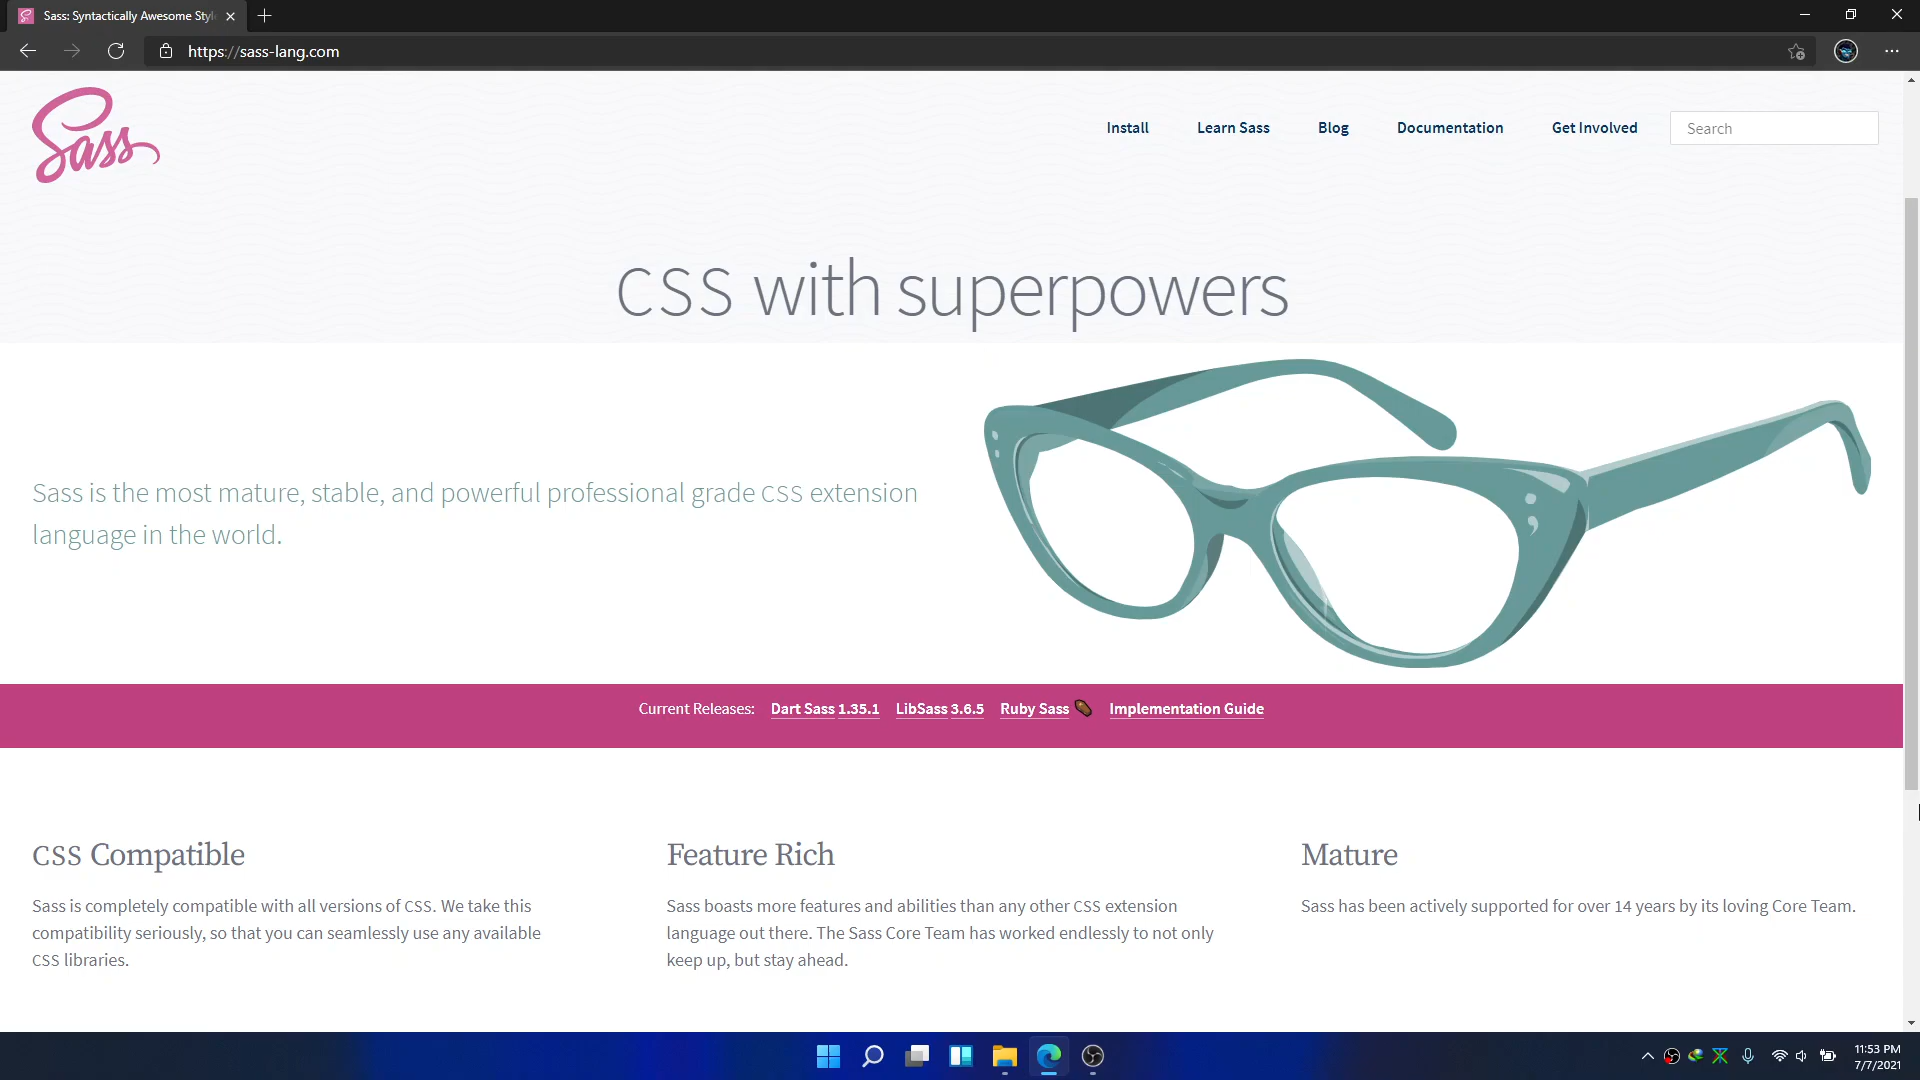 Sass: Syntactically Awesome Styl
https://sass-lang.com
Sass
Install
Learn Sass
Blog
Documentation
Get Involved
Search
CSS with superpowers
Sass is the most mature, stable, and powerful professional grade CSS extension
language in the world.
Current Releases: Dart Sass 1.35.1 LibSass 3.6.5 Ruby Sass Implementation Guide
CSS Compatible
Sass is completely compatible with all versions of CSS. We take this
compatibility seriously, so that you can seamlessly use any available
CSS libraries.
Feature Rich
Sass boasts more features and abilities than any other CSS extension
language out there. The Sass Core Team has worked endlessly to not only
keep up, but stay ahead.
Mature
Sass has been actively supported for over 14 years by its loving Core Team.
11:53 PM
7/7/2021